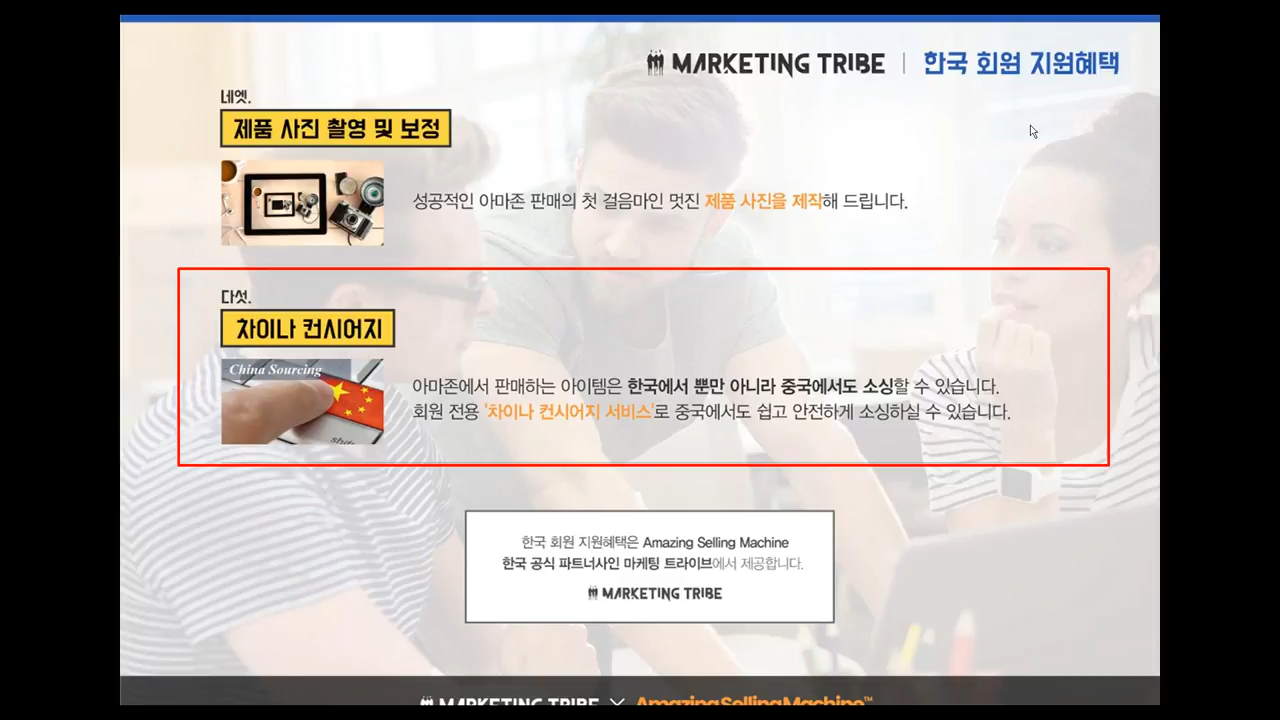 MARKETING TRIBE | 한국 회원 지원혜택
네엣.
제품 사진 촬영 및 보정
성공적인 아마존 판매의 첫 걸음마인 멋진 제품 사진을 제작해 드립니다.
다섯.
차이나 컨시어지
China Sourcing
shift
아마존에서 판매하는 아이템은 한국에서 뿐만 아니라 중국에서도 소싱할 수 있습니다.
회원 전용 '차이나 컨시어지 서비스'로 중국에서도 쉽고 안전하게 소싱하실 수 있습니다.
한국 회원 지원혜택은 Amazing Selling Machine
한국 공식 파트너사인 마케팅 트라이브에서 제공합니다.
MARKETING TRIBE
MARKETING TRIBE × AmazingSellingMachine™